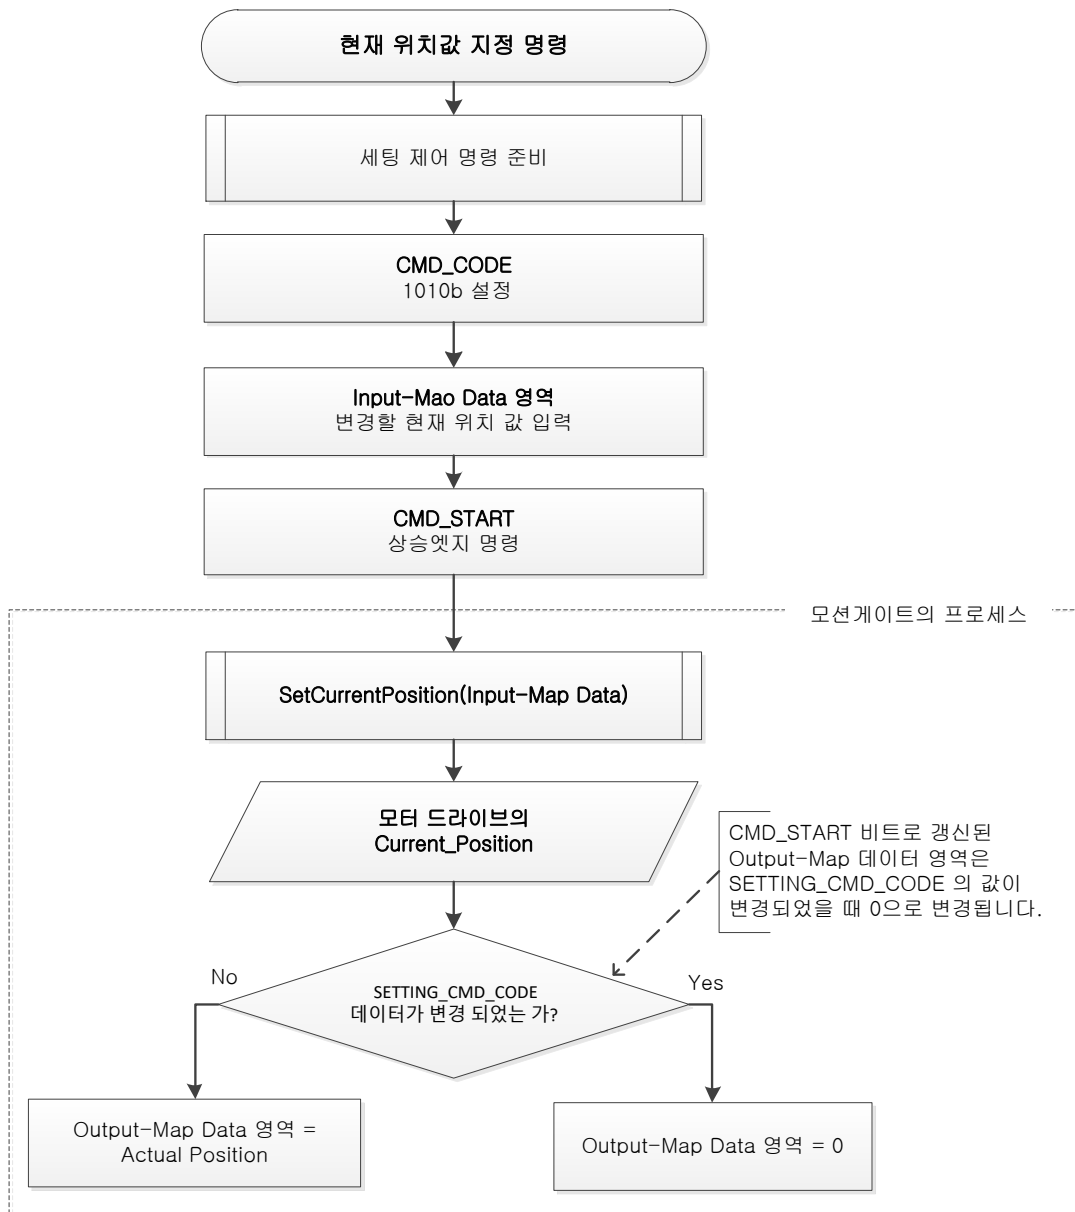 현재 위치값 지정 명령
세팅 제어 명령 준비
CMD_CODE
1010b 설정
Input-Mao Data 영역
변경할 현재 위치 값 입력
CMD_START
상승엣지 명령
모션게이트의 프로세스
SetCurrentPosition(Input-Map Data)
모터 드라이브의
Current_Position
CMD_START 비트로 갱신된
Output-Map 데이터 영역은
SETTING_CMD_CODE 의 값이
변경되었을 때 0으로 변경됩니다.
No
Yes
SETTING_CMD_CODE
데이터가 변경 되었는 가?
Output-Map Data 영역 =
Actual Position
Output-Map Data 영역 = 0